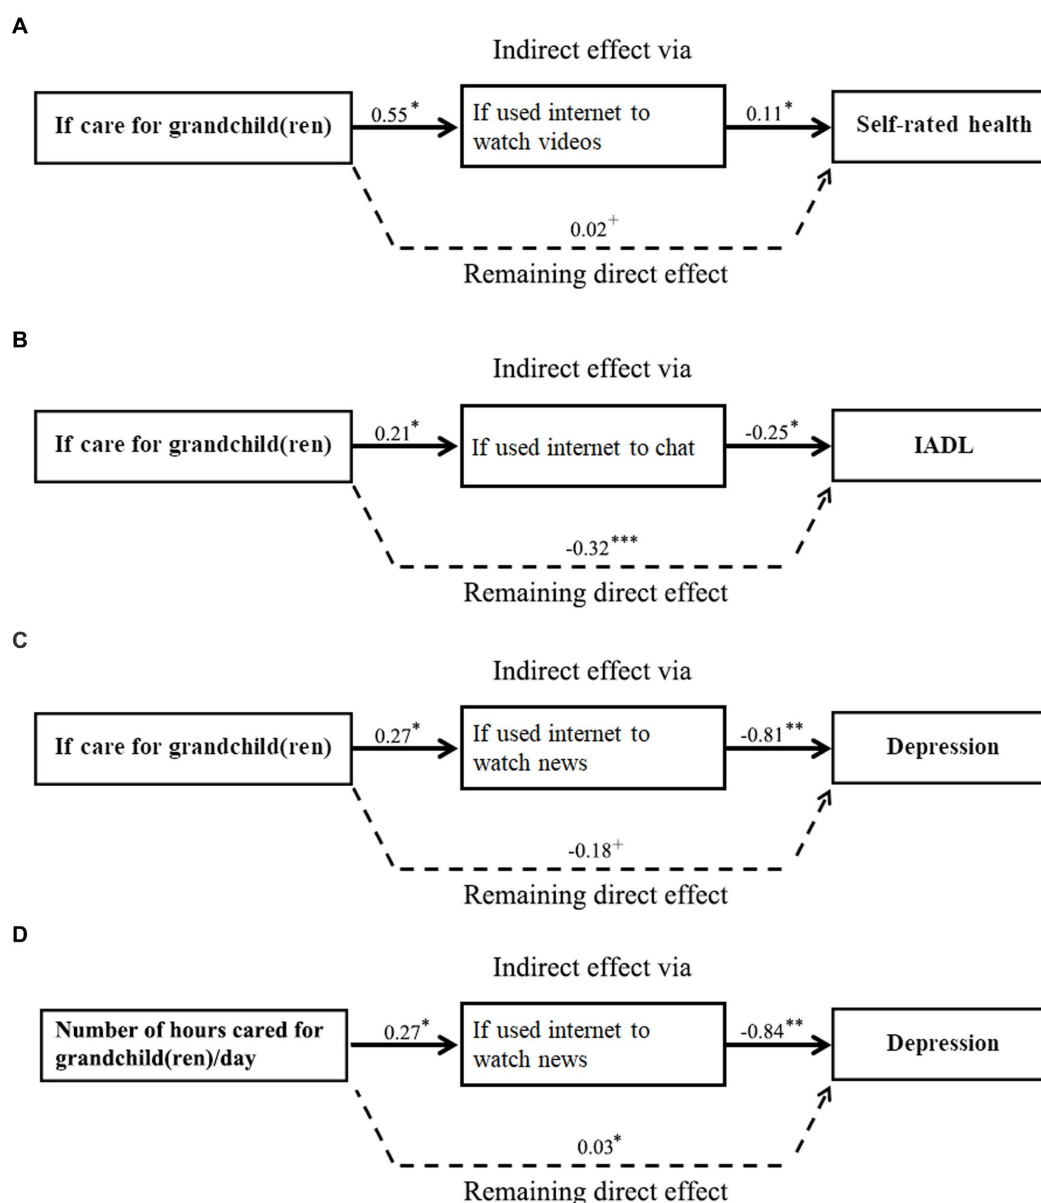 A
Indirect effect via
If care for grandchild(ren)
0.55*
If used internet to
watch videos
0.11*
Self-rated health
0.02+
Remaining direct effect
B
Indirect effect via
If care for grandchild(ren)
0.21*
If used internet to chat
-0.25*
IADL
-0.32***
Remaining direct effect
C
Indirect effect via
If care for grandchild(ren)
0.27*
If used internet to
watch news
-0.81**
Depression
-0.18+
Remaining direct effect
D
Indirect effect via
Number of hours cared for
grandchild(ren)/day
0.27*
If used internet to
watch news
-0.84**
Depression
0.03*
Remaining direct effect